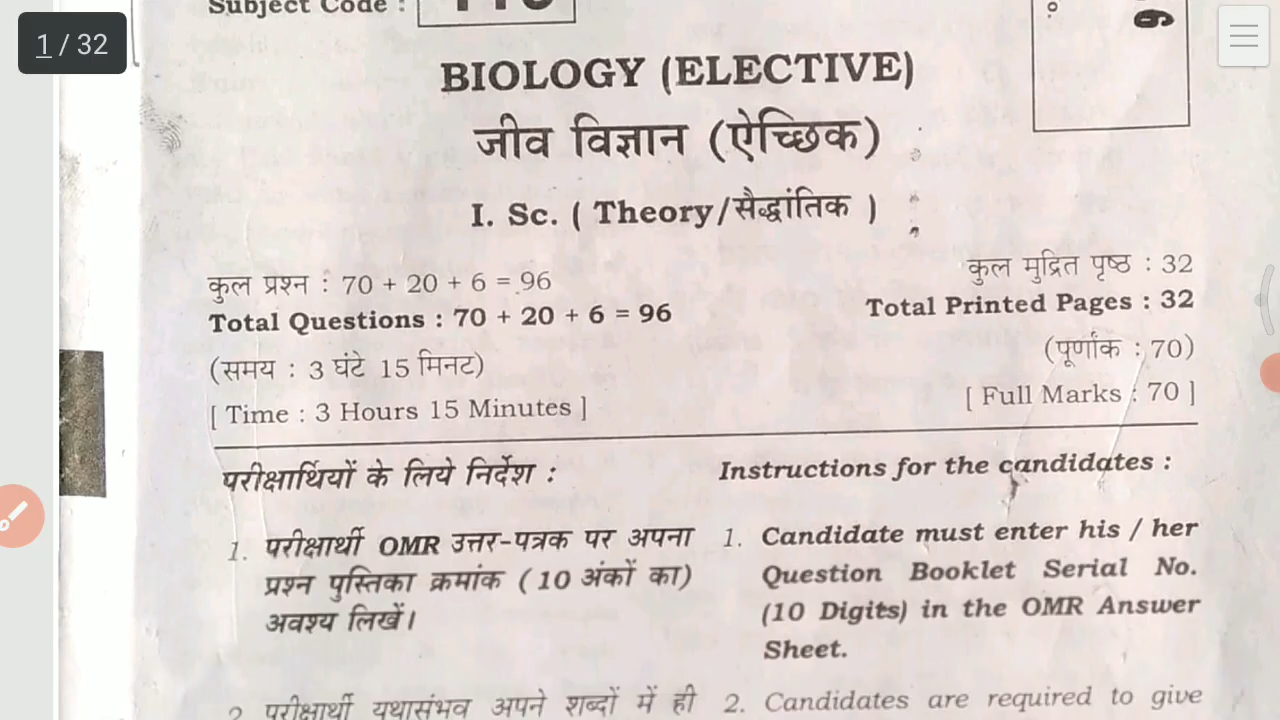 1 / 32
Subject Code :
BIOLOGY (ELECTIVE)
जीव विज्ञान (ऐच्छिक)
I. Sc. ( Theory/सैद्धांतिक )
कुल प्रश्न : 70 + 20 + 6 = 96
कुल मुद्रित पृष्ठ : 32
Total Questions : 70 + 20 + 6 = 96
Total Printed Pages : 32
(समय : 3 घंटे 15 मिनट)
(पूर्णांक : 70)
[ Time : 3 Hours 15 Minutes ]
[ Full Marks : 70 ]
परीक्षार्थियों के लिये निर्देश :
1. परीक्षार्थी OMR उत्तर-पत्रक पर अपना
प्रश्न पुस्तिका क्रमांक ( 10 अंकों का)
अवश्य लिखें।
2. परीक्षार्थी यथासंभव अपने शब्दों में ही
Instructions for the candidates :
1. Candidate must enter his / her
Question Booklet Serial No.
(10 Digits) in the OMR Answer
Sheet.
2. Candidates are required to give